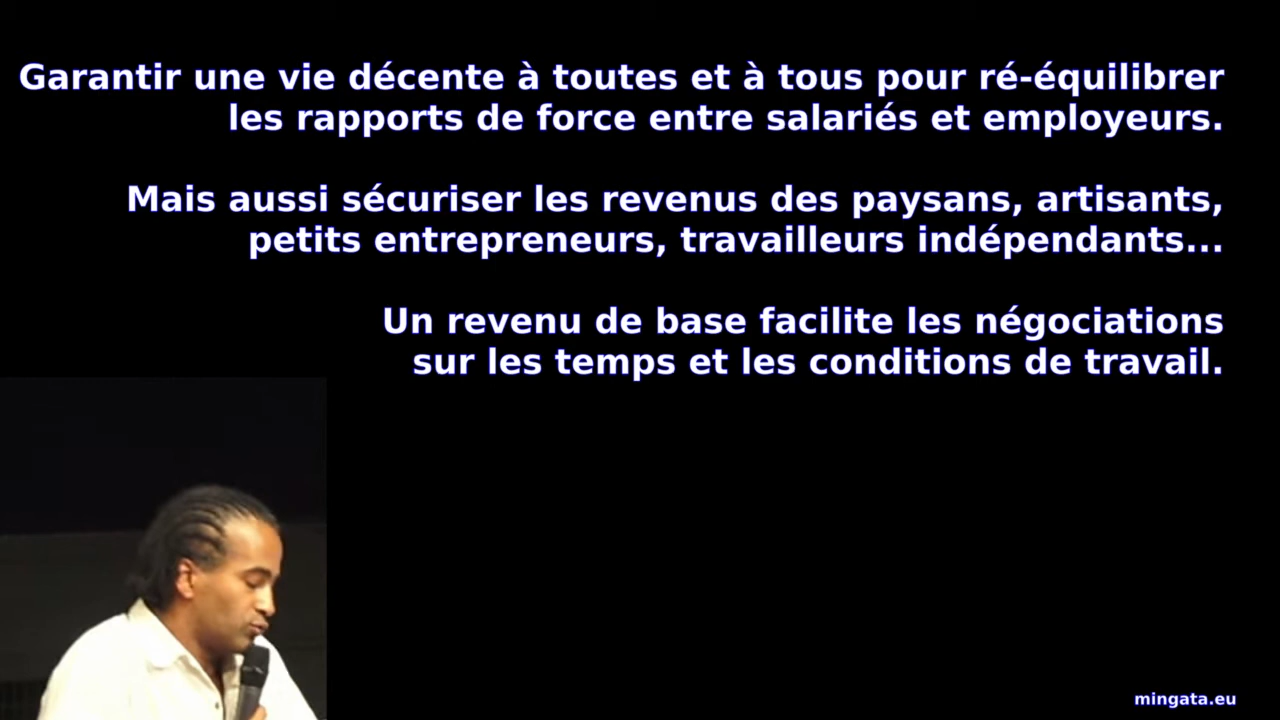 Garantir une vie décente à toutes et à tous pour ré-équilibrer
les rapports de force entre salariés et employeurs.
Mais aussi sécuriser les revenus des paysans, artisants,
petits entrepreneurs, travailleurs indépendants...
Un revenu de base facilite les négociations
sur les temps et les conditions de travail.
mingata.eu